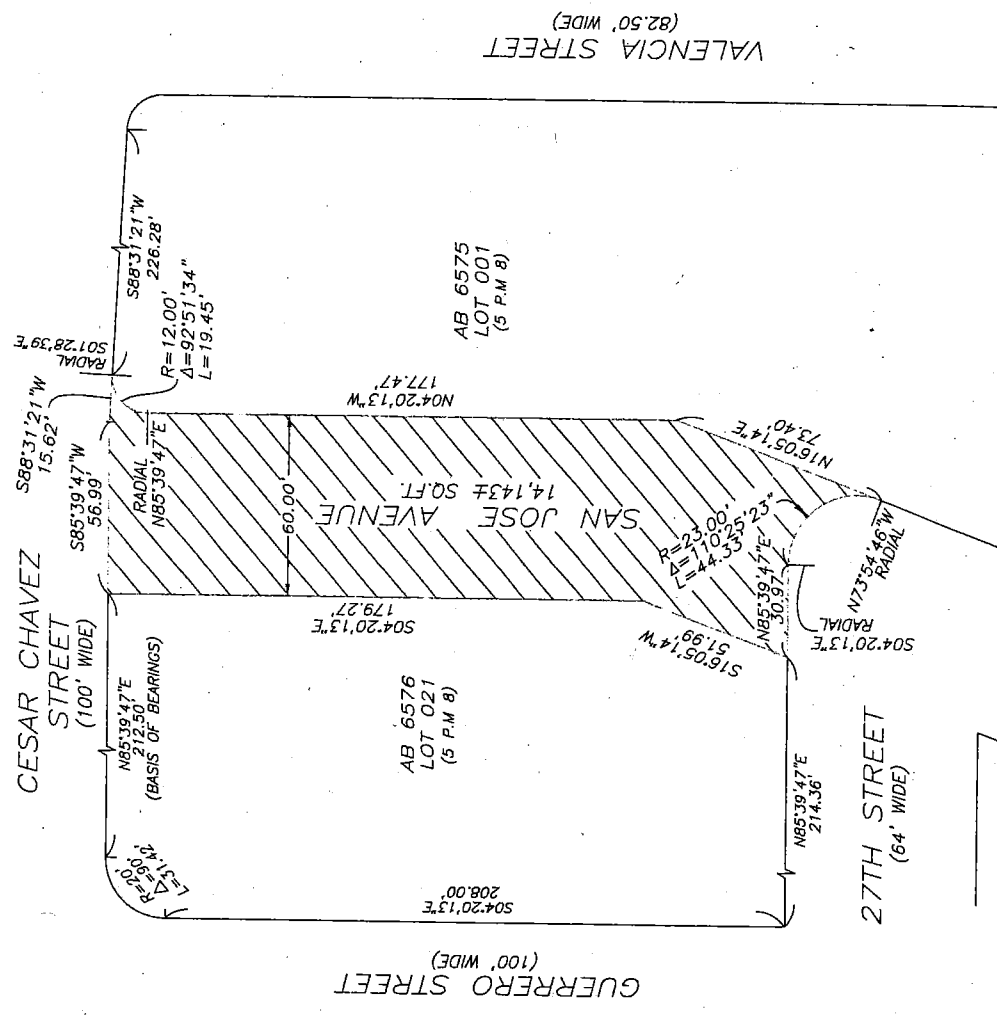 VALENCIA STREET
(82.50' WIDE)
CESAR CHAVEZ
STREET
(100' WIDE)
S88°31'21"W
226.28'
S01°28'39"E
RADIAL
S88°31'21"W
15.62'
R=12.00'
Δ=92°51'34"
L=19.45'
S85°39'47"W
56.99'
RADIAL
N85°39'47"E
N85°39'47"E
212.50'
(BASIS OF BEARINGS)
R=20'
Δ=90°
L=31.42'
AB 6575
LOT 001
(5 P.M 8)
N04°20'13"W
177.47'
60.00'
SAN JOSE AVENUE
14,143± SQ.FT.
S04°20'13"E
179.27'
AB 6576
LOT 021
(5 P.M 8)
N16°05'14"E
73.40'
R=23.00'
Δ=110°25'23"
L=44.33'
N85°39'47"E
30.97'
S16°05'14"W
51.99'
N73°54'46"W
RADIAL
S04°20'13"E
RADIAL
S04°20'13"E
208.00'
N85°39'47"E
214.36'
27TH STREET
(64' WIDE)
GUERRERO STREET
(100' WIDE)